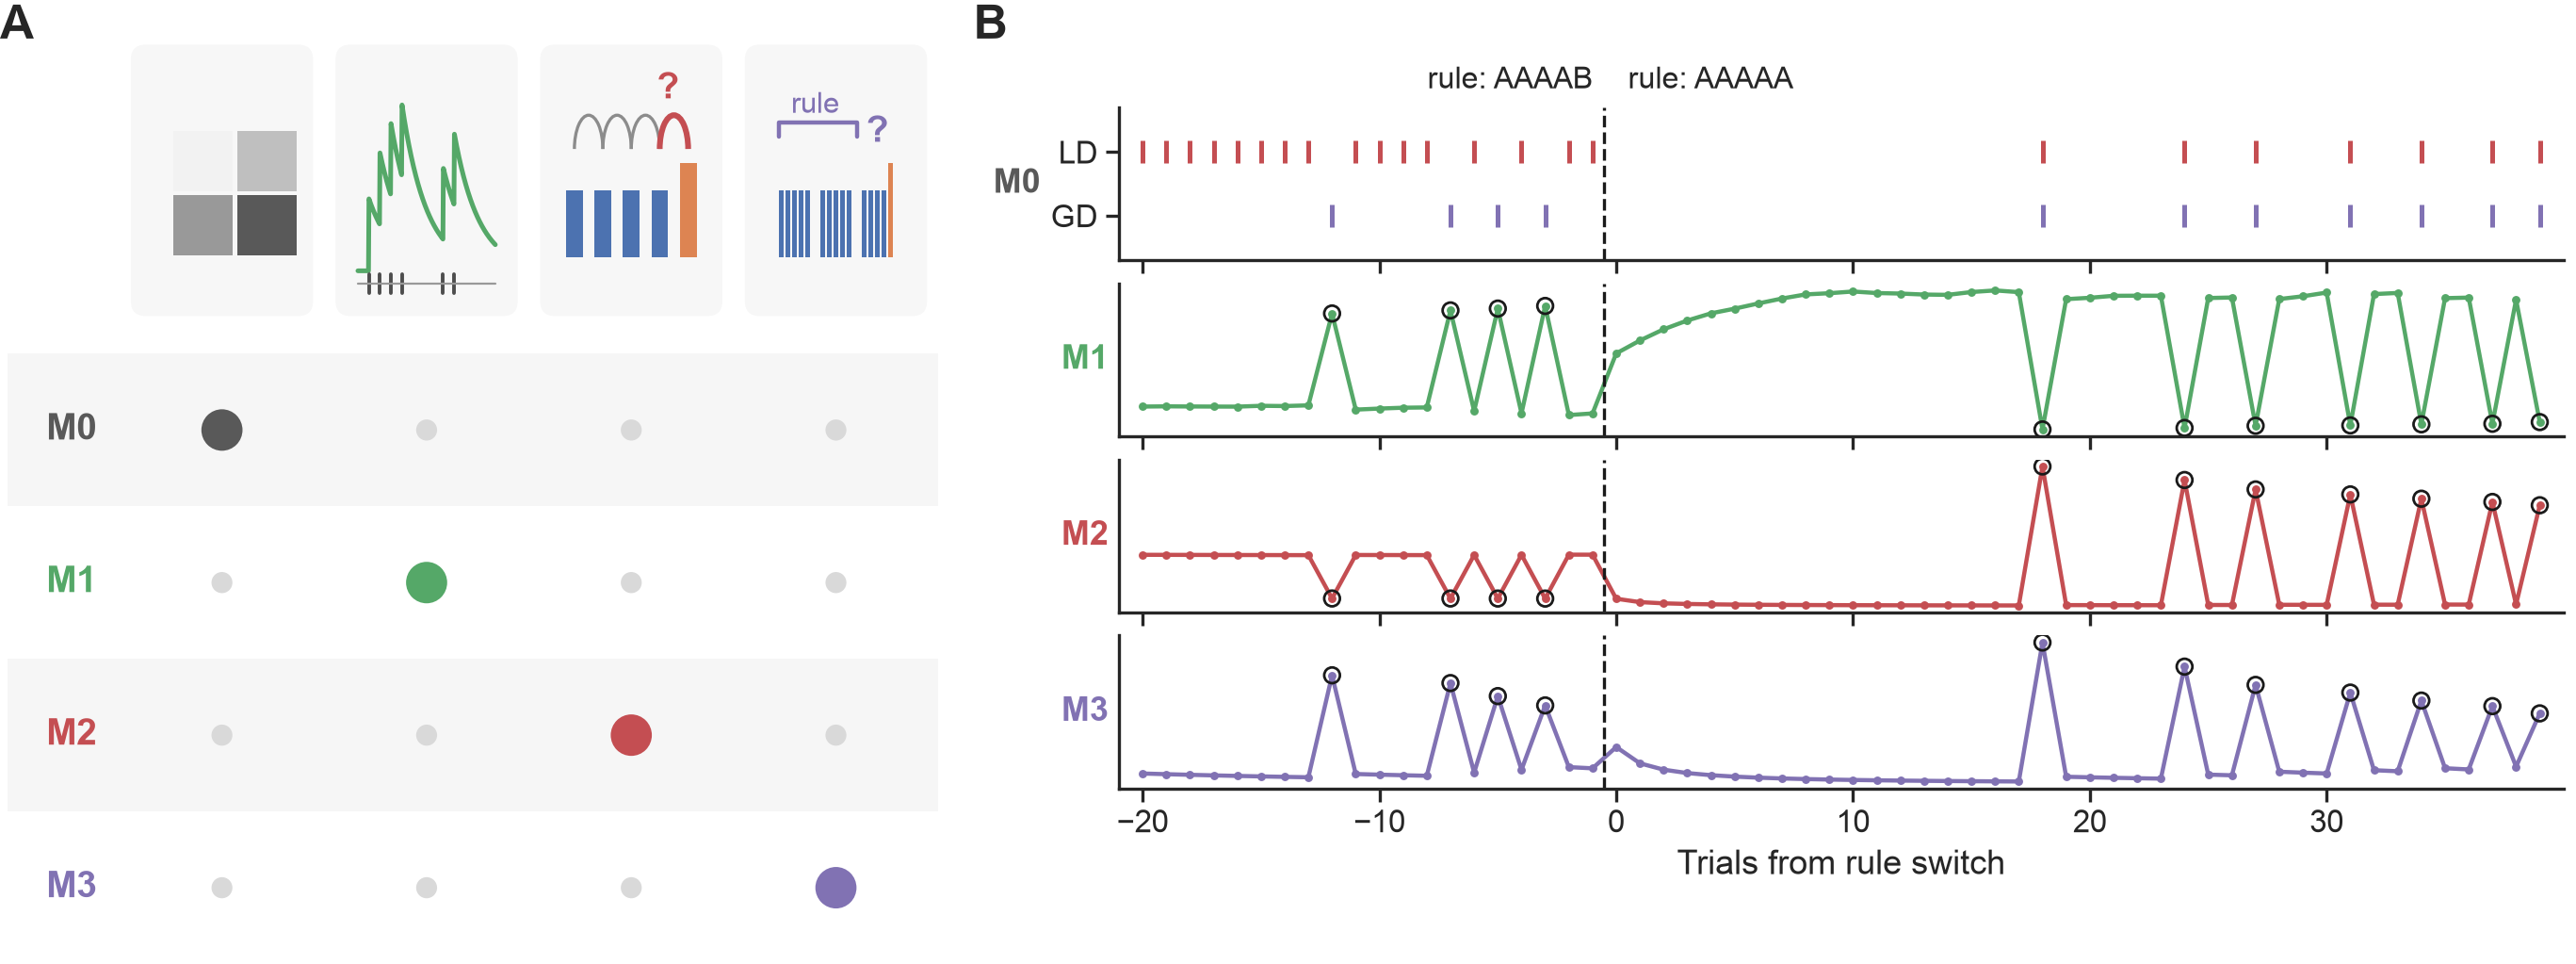 A
?
rule
?
M0
M1
M2
M3
B
rule: AAAAB rule: AAAAA
M0
LD
GD
M1
M2
M3
−20 −10 0 10 20 30
Trials from rule switch